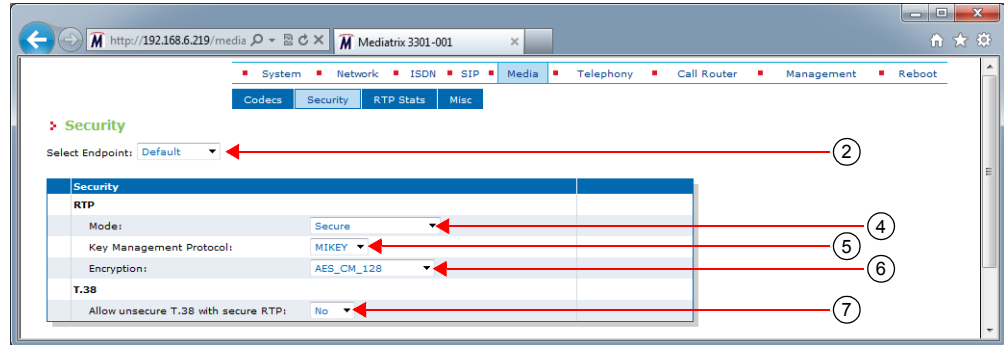 http://192.168.6.219/media
Mediatrix 3301-001
System Network ISDN SIP Media Telephony Call Router Management Reboot
Codecs Security RTP Stats Misc
Security
Select Endpoint: Default
2
Security
RTP
Mode: Secure
4
Key Management Protocol: MIKEY
5
Encryption: AES_CM_128
6
T.38
Allow unsecure T.38 with secure RTP: No
7